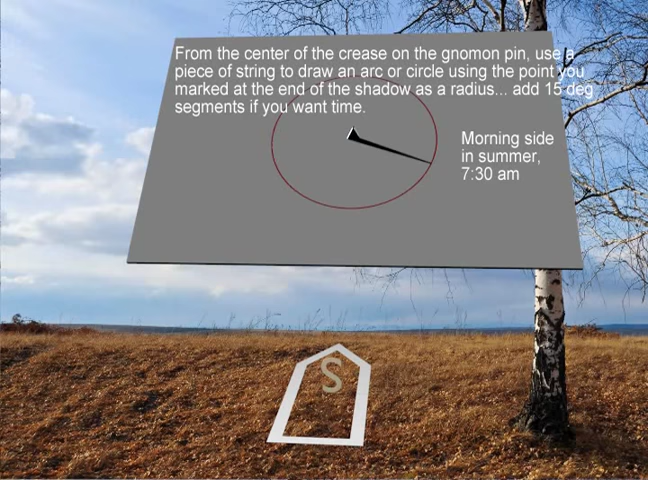 From the center of the crease on the gnomon pin, use a
piece of string to draw an arc or circle using the point you
marked at the end of the shadow as a radius... add 15 deg
segments if you want time.
Morning side
in summer,
7:30 am
S